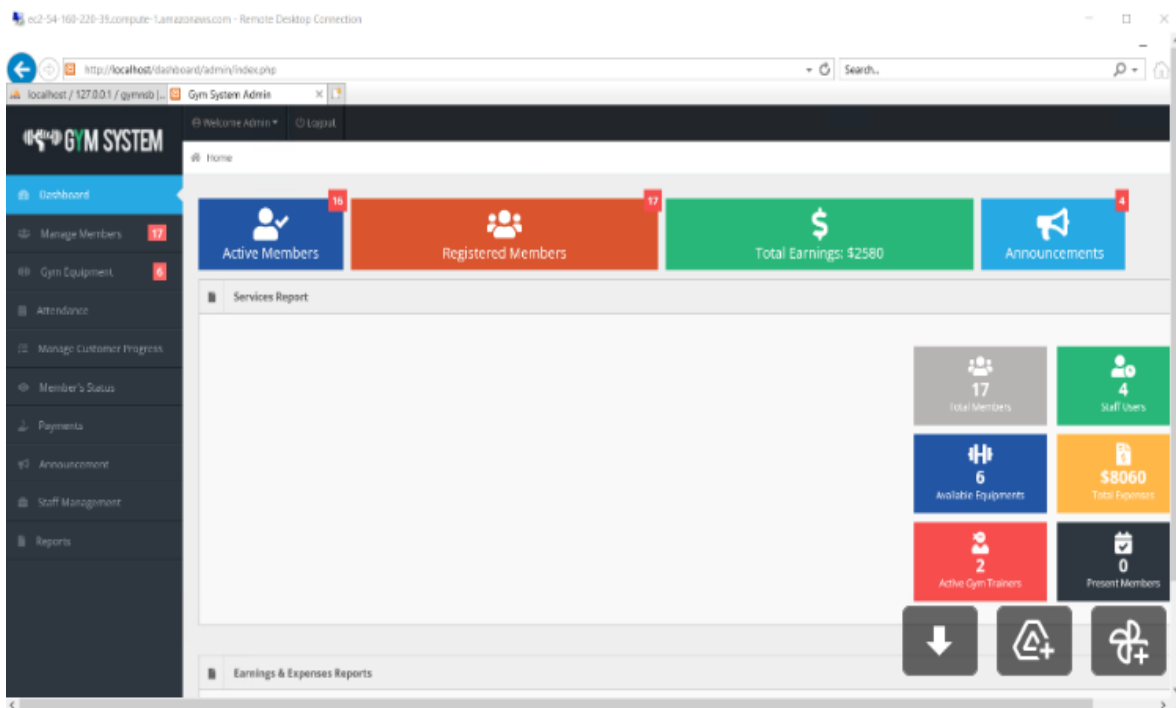 ec2-54-160-220-39.compute-1.amazonaws.com - Remote Desktop Connection
http://localhost/dashboard/admin/index.php
Search...
localhost / 127.0.0.1 / gymnsb |...
Gym System Admin
GYM SYSTEM
Welcome Admin
Logout
Home
Dashboard
Manage Members 17
Gym Equipment 6
Attendance
Manage Customer Progress
Member's Status
Payments
Announcement
Staff Management
Reports
16
Active Members
17
Registered Members
Total Earnings: $2580
4
Announcements
Services Report
17
Total Members
4
Staff Users
6
Available Equipments
$8060
Total Expenses
2
Active Gym Trainers
0
Present Members
Earnings & Expenses Reports